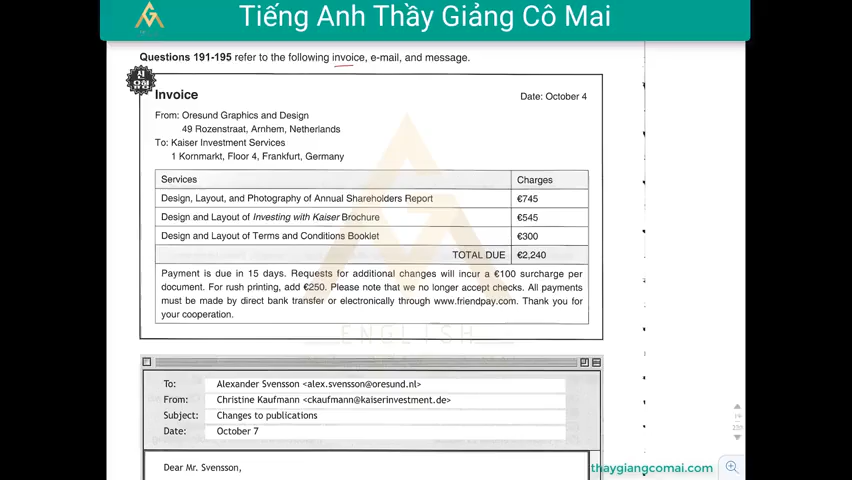 Tiếng Anh Thầy Giảng Cô Mai
Questions 191-195 refer to the following invoice, e-mail, and message.
Invoice
Date: October 4
From: Oresund Graphics and Design
49 Rozenstraat, Arnhem, Netherlands
To: Kaiser Investment Services
1 Kornmarkt, Floor 4, Frankfurt, Germany
Services Charges
Design, Layout, and Photography of Annual Shareholders Report €745
Design and Layout of Investing with Kaiser Brochure €545
Design and Layout of Terms and Conditions Booklet €300
TOTAL DUE €2,240
Payment is due in 15 days. Requests for additional changes will incur a €100 surcharge per
document. For rush printing, add €250. Please note that we no longer accept checks. All payments
must be made by direct bank transfer or electronically through www.friendpay.com. Thank you for
your cooperation.
ENGLISH
To: Alexander Svensson <alex.svensson@oresund.nl>
From: Christine Kaufmann <ckaufmann@kaiserinvestment.de>
Subject: Changes to publications
Date: October 7
Dear Mr. Svensson,
thaygiangcomai.com